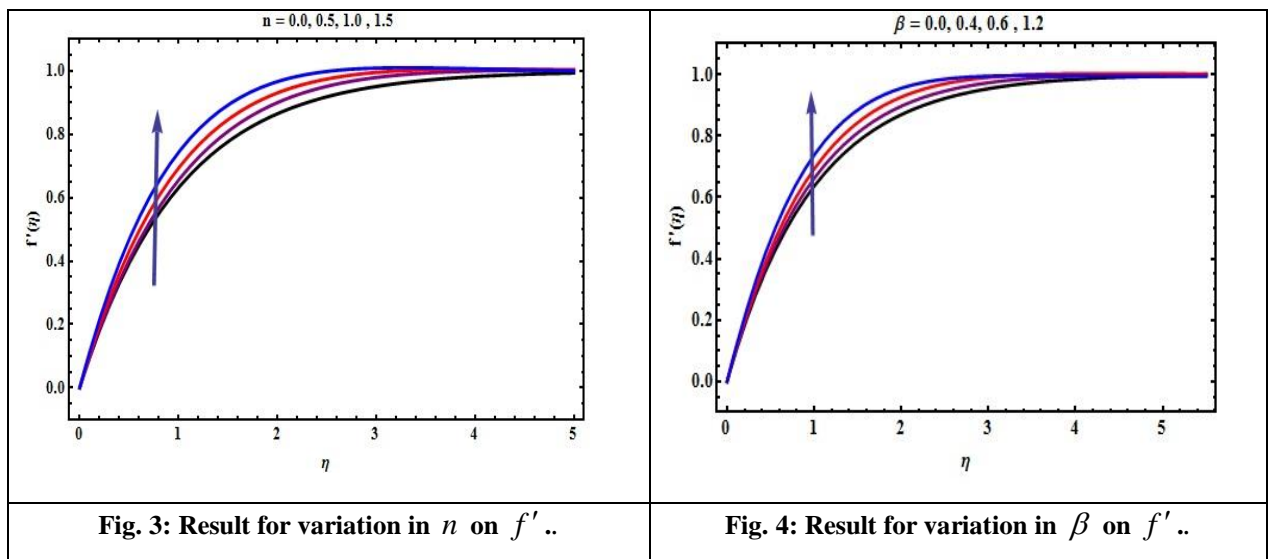 n = 0.0, 0.5, 1.0 , 1.5
1.0
0.8
0.6
0.4
0.2
0.0
f'(η)
0 1 2 3 4 5
η
Fig. 3: Result for variation in n on f' ..
β = 0.0, 0.4, 0.6 , 1.2
1.0
0.8
0.6
0.4
0.2
0.0
f'(η)
0 1 2 3 4 5
η
Fig. 4: Result for variation in β on f' ..